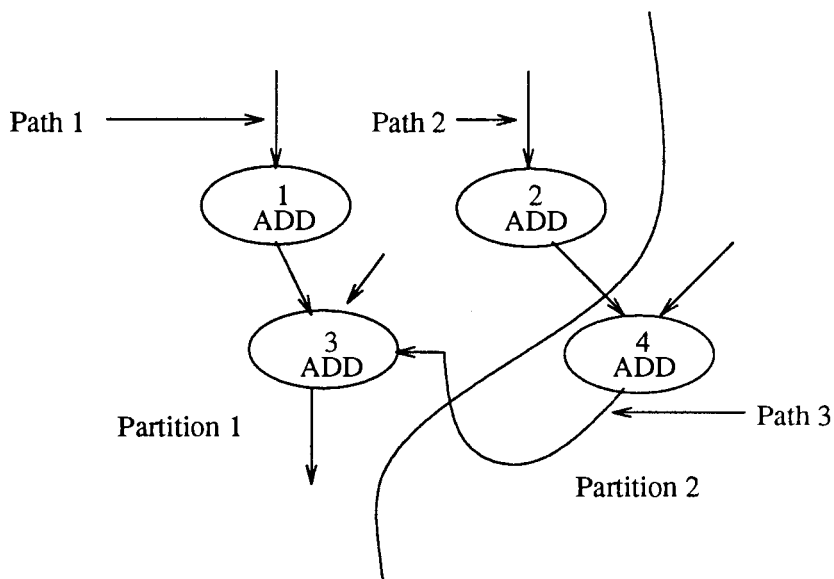 Path 1
Path 2
1
ADD
2
ADD
3
ADD
4
ADD
Partition 1
Path 3
Partition 2